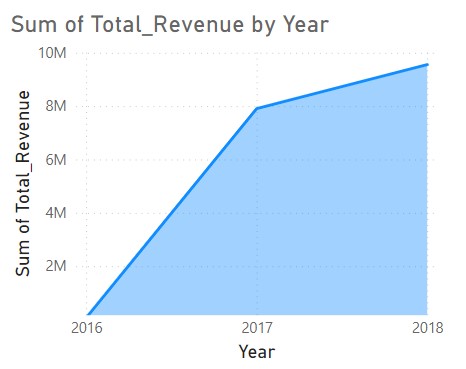 Sum of Total_Revenue by Year
10M
8M
6M
4M
2M
Sum of Total_Revenue
2016 2017 2018
Year